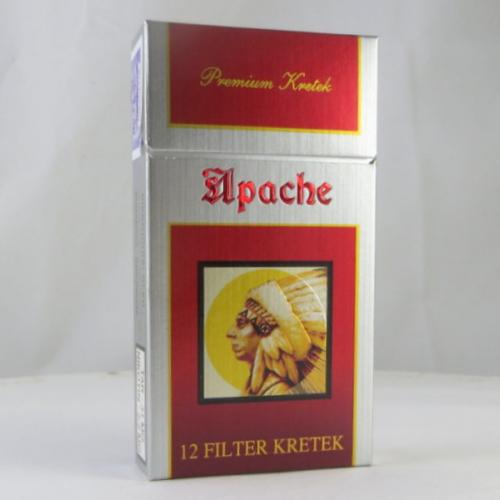 Premium Kretek
Apache
12 FILTER KRETEK